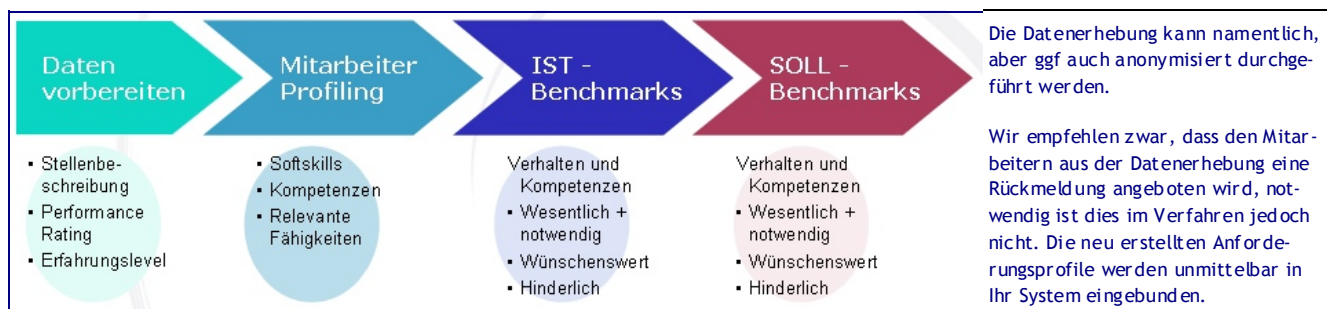 Daten
vorbereiten
Mitarbeiter
Profiling
IST -
Benchmarks
SOLL -
Benchmarks
▪ Stellenbe-
schreibung
▪ Performance
Rating
▪ Erfahrungslevel
▪ Softskills
▪ Kompetenzen
▪ Relevante
Fähigkeiten
Verhalten und
Kompetenzen
▪ Wesentlich +
notwendig
▪ Wünschenswert
▪ Hinderlich
Verhalten und
Kompetenzen
▪ Wesentlich +
notwendig
▪ Wünschenswert
▪ Hinderlich
Die Datenerhebung kann namentlich,
aber ggf auch anonymisiert durchge-
führt werden.
Wir empfehlen zwar, dass den Mitar-
beitern aus der Datenerhebung eine
Rückmeldung angeboten wird, not-
wendig ist dies im Verfahren jedoch
nicht. Die neu erstellten Anforde-
rungsprofile werden unmittelbar in
Ihr System eingebunden.